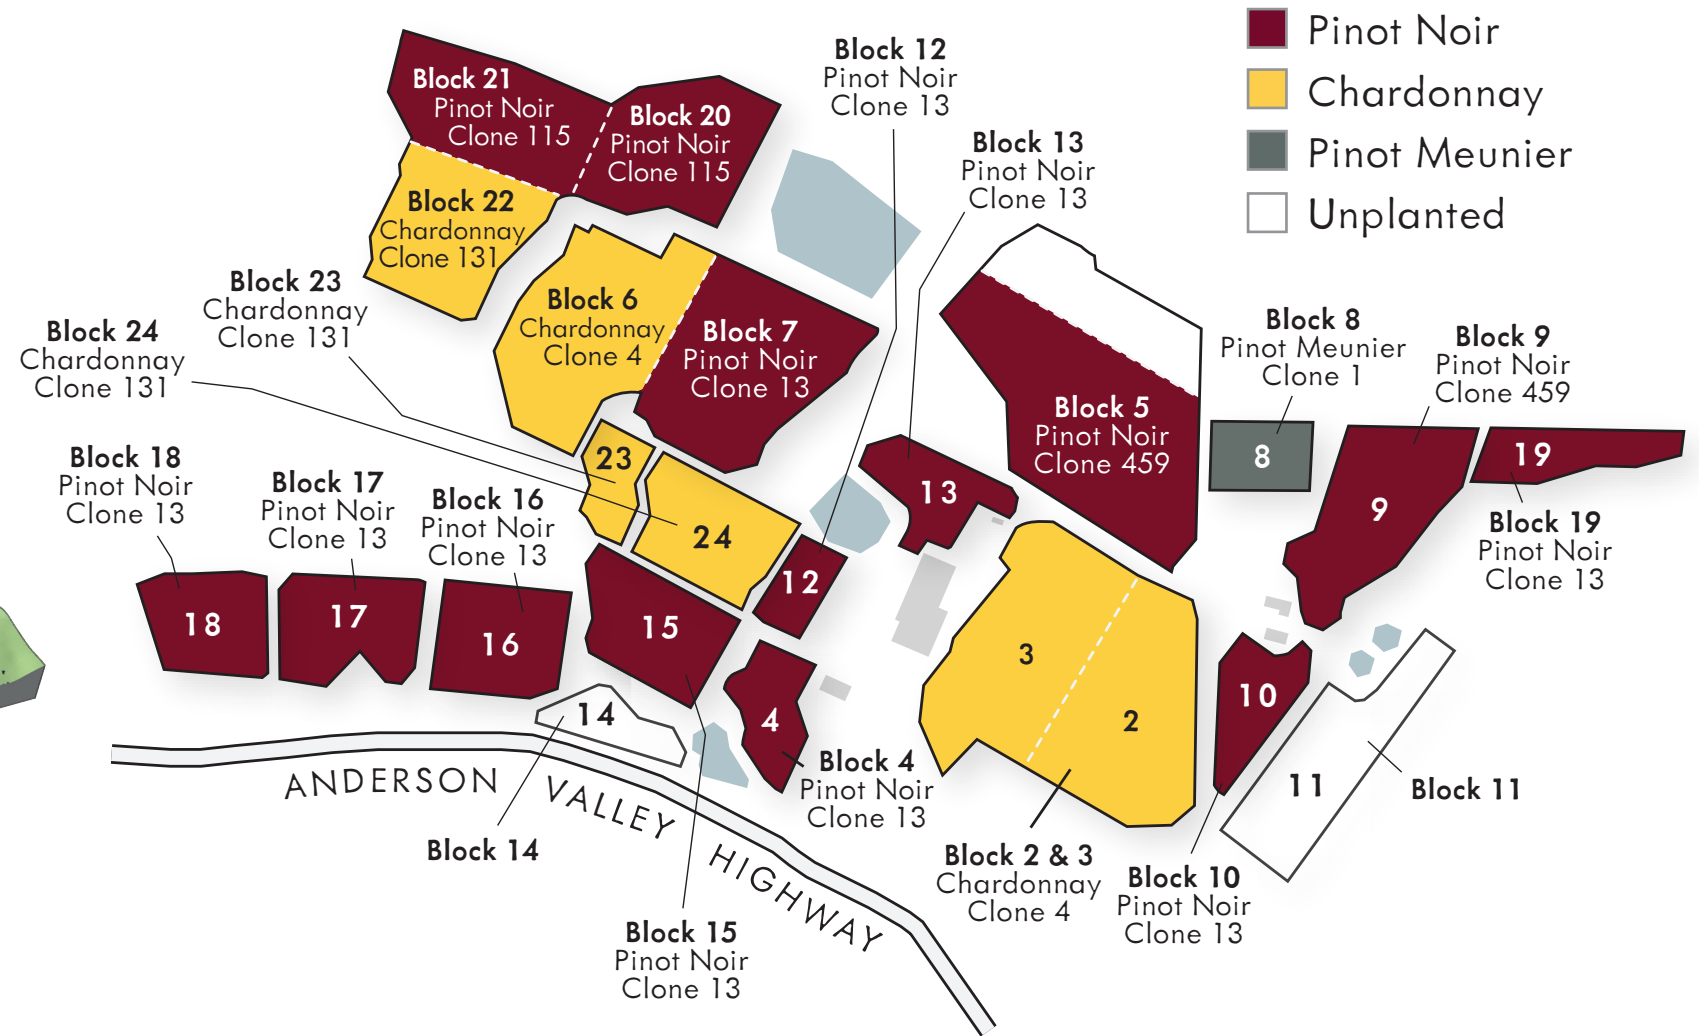 Pinot Noir
Chardonnay
Pinot Meunier
Unplanted
Block 21
Pinot Noir
Clone 115
Block 20
Pinot Noir
Clone 115
Block 12
Pinot Noir
Clone 13
Block 13
Pinot Noir
Clone 13
Block 22
Chardonnay
Clone 131
Block 23
Chardonnay
Clone 131
Block 24
Chardonnay
Clone 131
Block 6
Chardonnay
Clone 4
Block 7
Pinot Noir
Clone 13
Block 5
Pinot Noir
Clone 459
Block 8
Pinot Meunier
Clone 1
Block 9
Pinot Noir
Clone 459
Block 18
Pinot Noir
Clone 13
Block 17
Pinot Noir
Clone 13
Block 16
Pinot Noir
Clone 13
23
24
13
8
9
19
Block 19
Pinot Noir
Clone 13
18
17
16
15
12
14
4
3
2
10
11
Block 4
Pinot Noir
Clone 13
Block 11
ANDERSON VALLEY HIGHWAY
Block 14
Block 2 & 3
Chardonnay
Clone 4
Block 10
Pinot Noir
Clone 13
Block 15
Pinot Noir
Clone 13